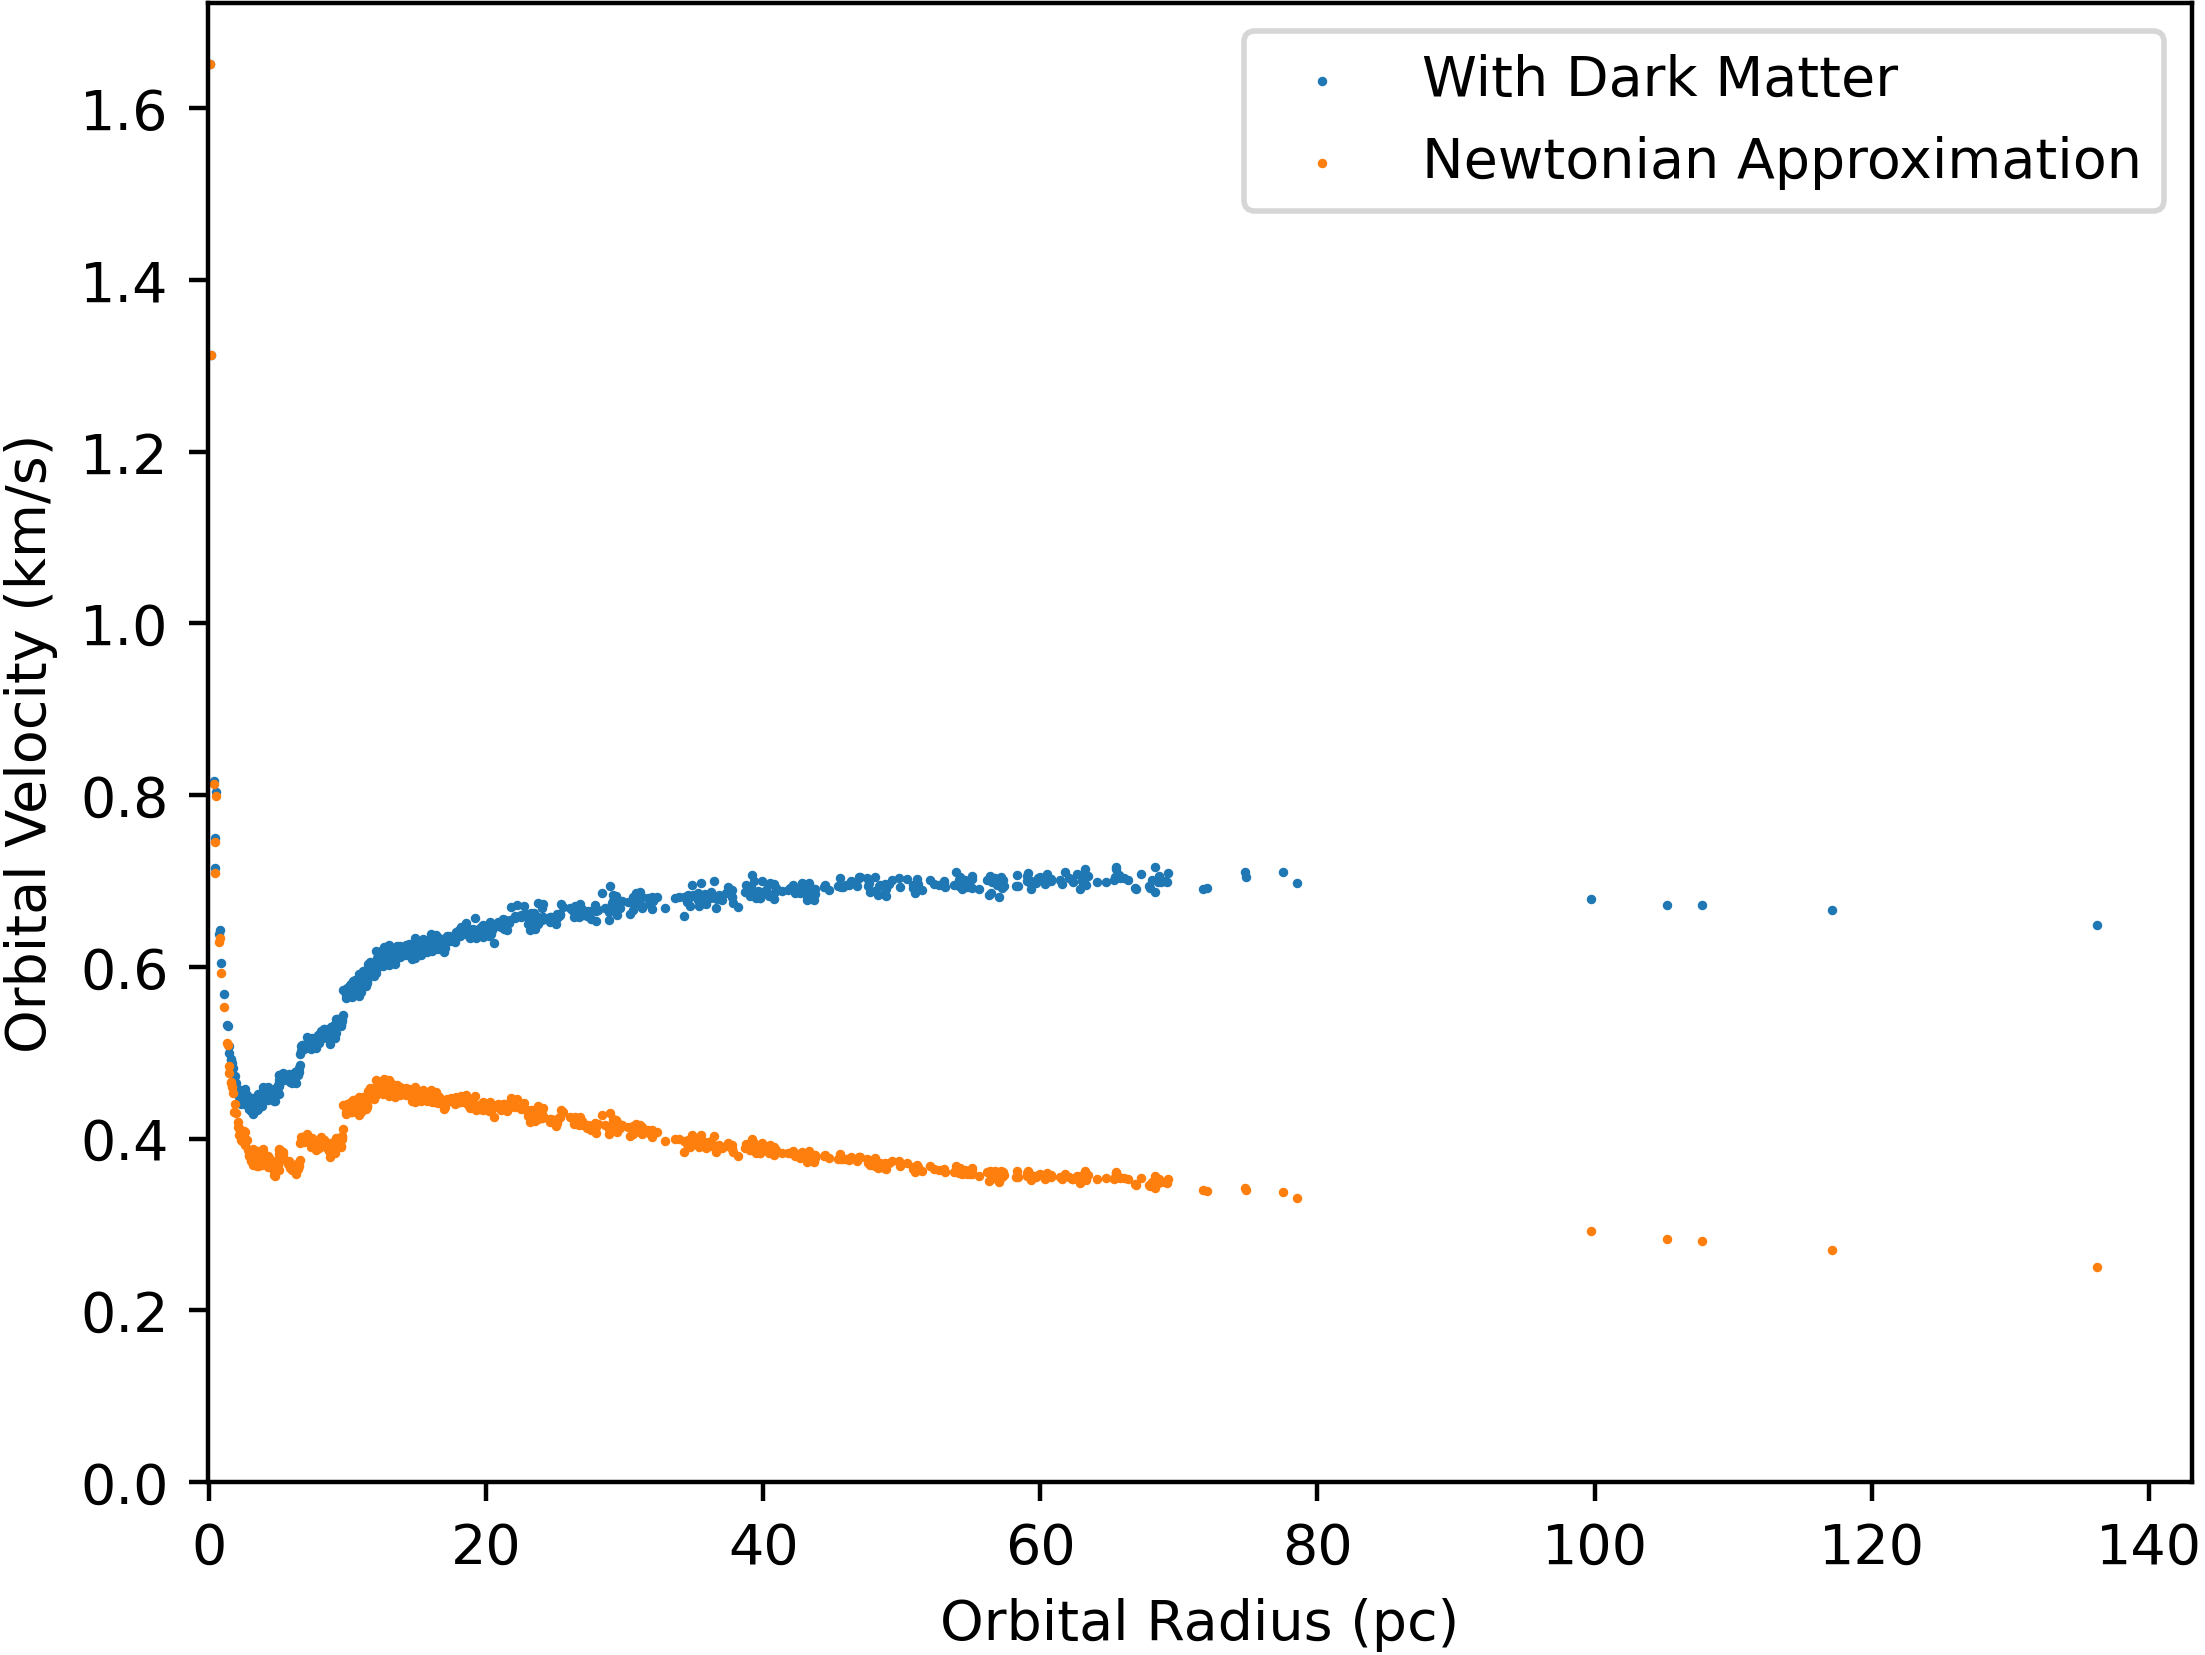 With Dark Matter
Newtonian Approximation
Orbital Velocity (km/s)
1.6
1.4
1.2
1.0
0.8
0.6
0.4
0.2
0.0
0 20 40 60 80 100 120 140
Orbital Radius (pc)